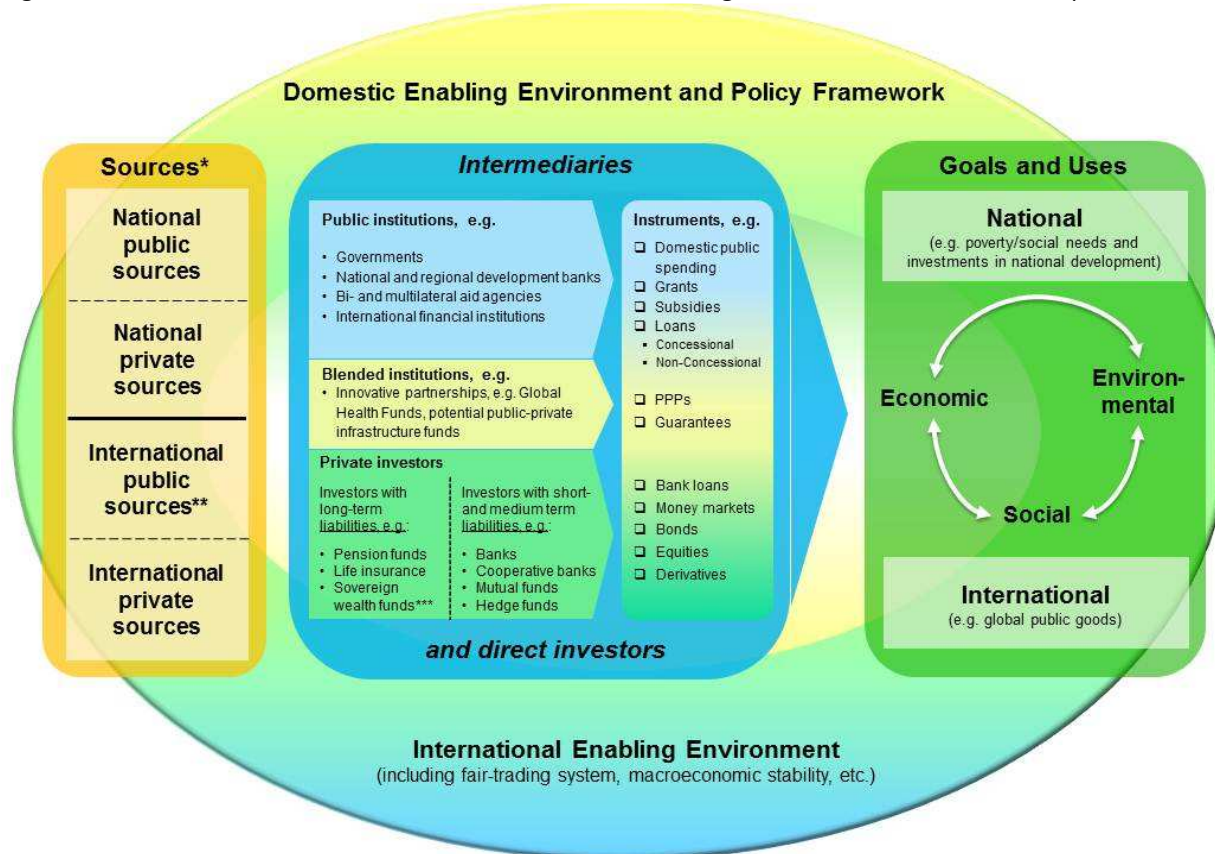 Domestic Enabling Environment and Policy Framework
Sources*
National
public
sources
National
private
sources
International
public
sources**
International
private
sources
Intermediaries
Public institutions, e.g.
• Governments
• National and regional development banks
• Bi- and multilateral aid agencies
• International financial institutions
Blended institutions, e.g.
• Innovative partnerships, e.g. Global
Health Funds, potential public-private
infrastructure funds
Private investors
Investors with
long-term
liabilities, e.g.:
• Pension funds
• Life insurance
• Sovereign
wealth funds***
Investors with short-
and medium term
liabilities, e.g.:
• Banks
• Cooperative banks
• Mutual funds
• Hedge funds
Instruments, e.g.
❑ Domestic public
spending
❑ Grants
❑ Subsidies
❑ Loans
▪ Concessional
▪ Non-Concessional
❑ PPPs
❑ Guarantees
❑ Bank loans
❑ Money markets
❑ Bonds
❑ Equities
❑ Derivatives
and direct investors
Goals and Uses
National
(e.g. poverty/social needs and
investments in national development)
Economic
Environ-
mental
Social
International
(e.g. global public goods)
International Enabling Environment
(including fair-trading system, macroeconomic stability, etc.)